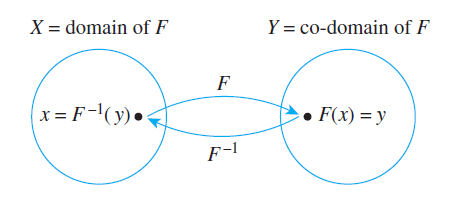 X = domain of F
Y = co-domain of F
F
x = F⁻¹(y)
F(x) = y
F⁻¹